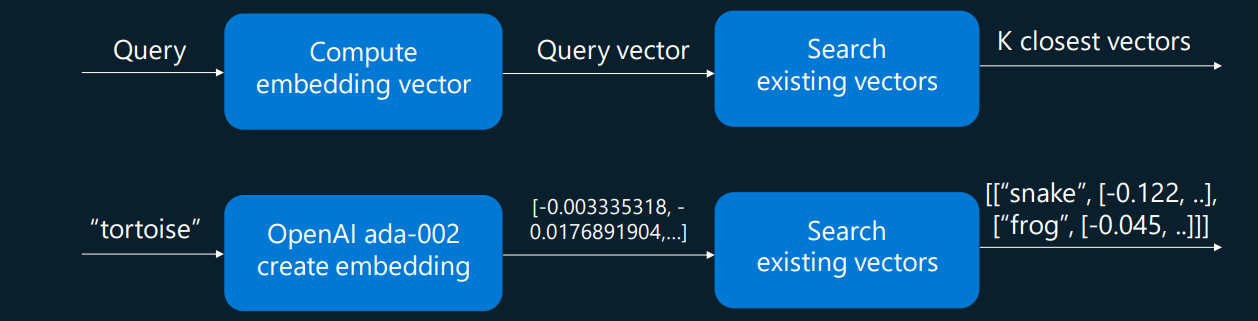 Query
Compute
embedding vector
Query vector
Search
existing vectors
K closest vectors
“tortoise”
OpenAI ada-002
create embedding
[-0.003335318, -
0.0176891904,...]
Search
existing vectors
[[“snake”, [-0.122, ..],
[“frog”, [-0.045, ..]]]